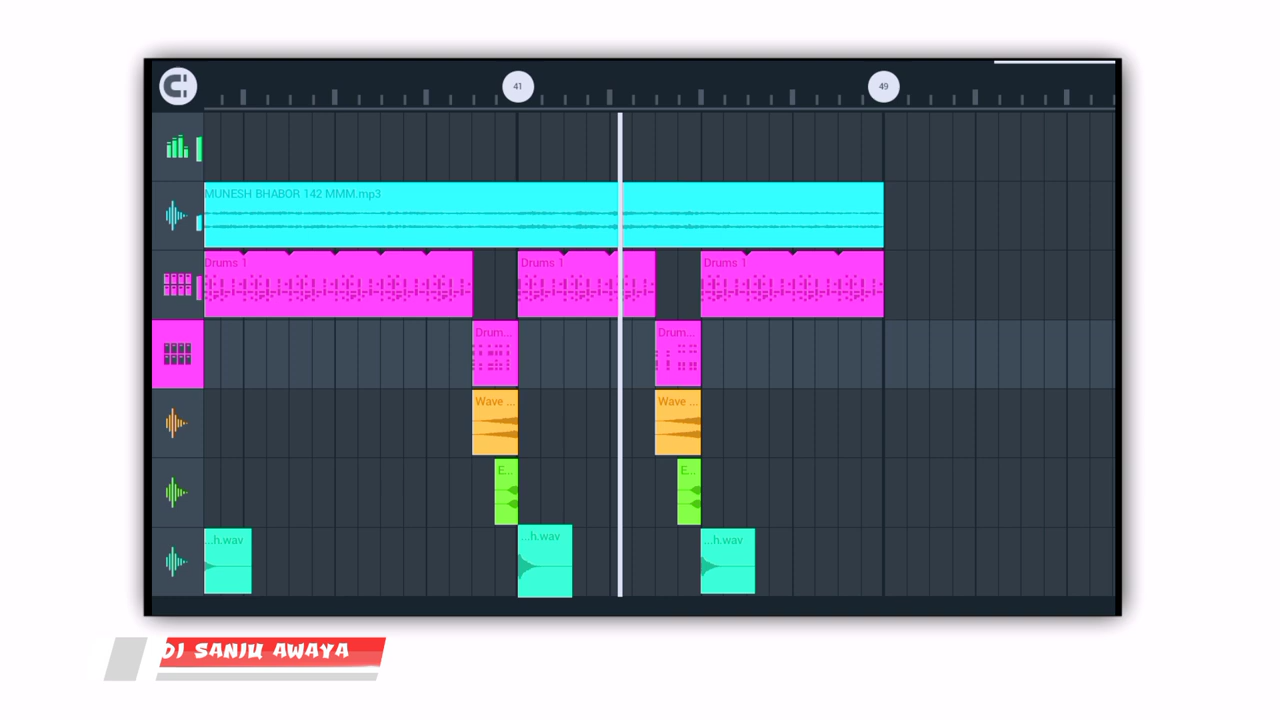 41
49
MUNESH BHABOR 142 MMM.mp3
Drums 1
Drums 1
Drums 1
Drum...
Drum...
Wave ...
Wave ...
E...
E...
...h.wav
...h.wav
...h.wav
DJ SANJU AWAYA